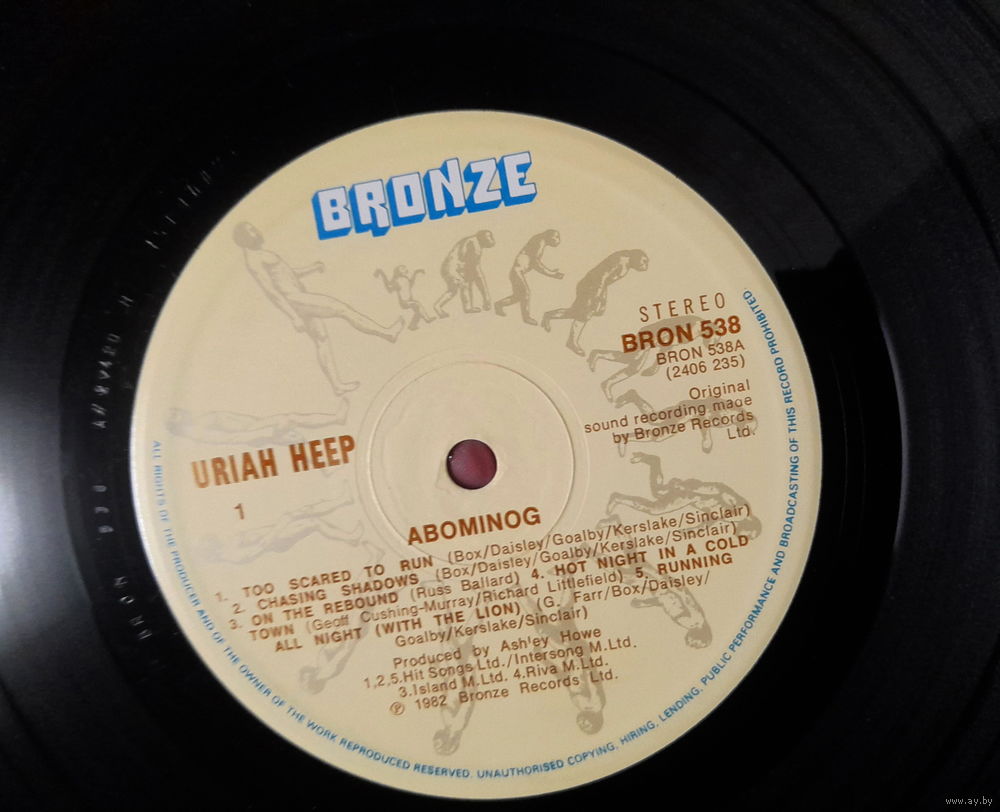 BRONZE
STEREO
BRON 538
BRON 538A
(2406 235)
Original
sound recording made
by Bronze Records
Ltd.
URIAH HEEP
1
ABOMINOG
1. TOO SCARED TO RUN (Box/Daisley/Goalby/Kerslake/Sinclair)
2. CHASING SHADOWS (Box/Daisley/Goalby/Kerslake/Sinclair)
3. ON THE REBOUND (Russ Ballard) 4. HOT NIGHT IN A COLD
TOWN (Geoff Cushing-Murray/Richard Littlefield) 5. RUNNING
ALL NIGHT (WITH THE LION) (G. Farr/Box/Daisley/
Goalby/Kerslake/Sinclair)
Produced by Ashley Howe
1,2,5.Hit Songs Ltd./Intersong M.Ltd.
3.Island M.Ltd. 4.Riva M.Ltd.
℗ 1982 Bronze Records Ltd.
ALL RIGHTS OF THE PRODUCER AND OF THE OWNER OF THE WORK REPRODUCED RESERVED. UNAUTHORISED COPYING, HIRING, LENDING, PUBLIC PERFORMANCE AND BROADCASTING OF THIS RECORD PROHIBITED
BRON
www.ay.by